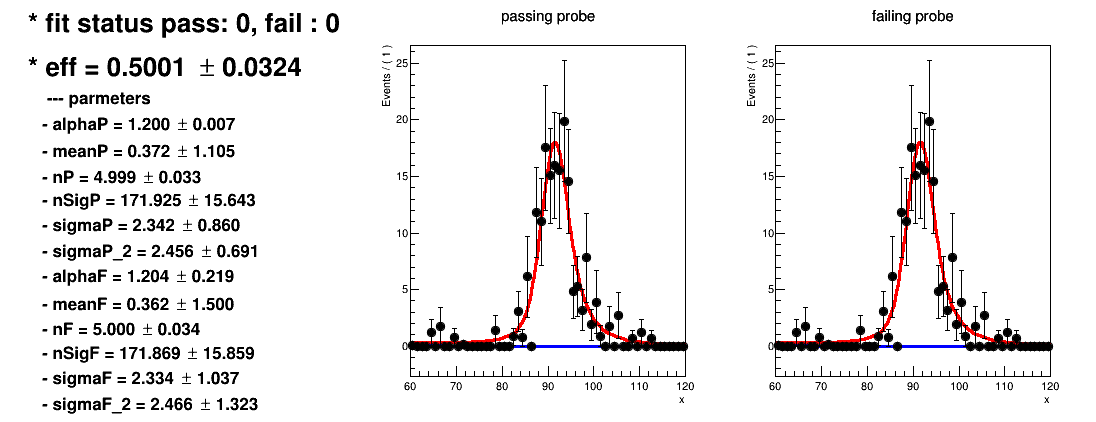 * fit status pass: 0, fail : 0
* eff = 0.5001 ± 0.0324
--- parmeters
- alphaP = 1.200 ± 0.007
- meanP = 0.372 ± 1.105
- nP = 4.999 ± 0.033
- nSigP = 171.925 ± 15.643
- sigmaP = 2.342 ± 0.860
- sigmaP_2 = 2.456 ± 0.691
- alphaF = 1.204 ± 0.219
- meanF = 0.362 ± 1.500
- nF = 5.000 ± 0.034
- nSigF = 171.869 ± 15.859
- sigmaF = 2.334 ± 1.037
- sigmaF_2 = 2.466 ± 1.323
passing probe
Events / ( 1 )
25
20
15
10
5
0
60 70 80 90 100 110 120
x
failing probe
Events / ( 1 )
25
20
15
10
5
0
60 70 80 90 100 110 120
x